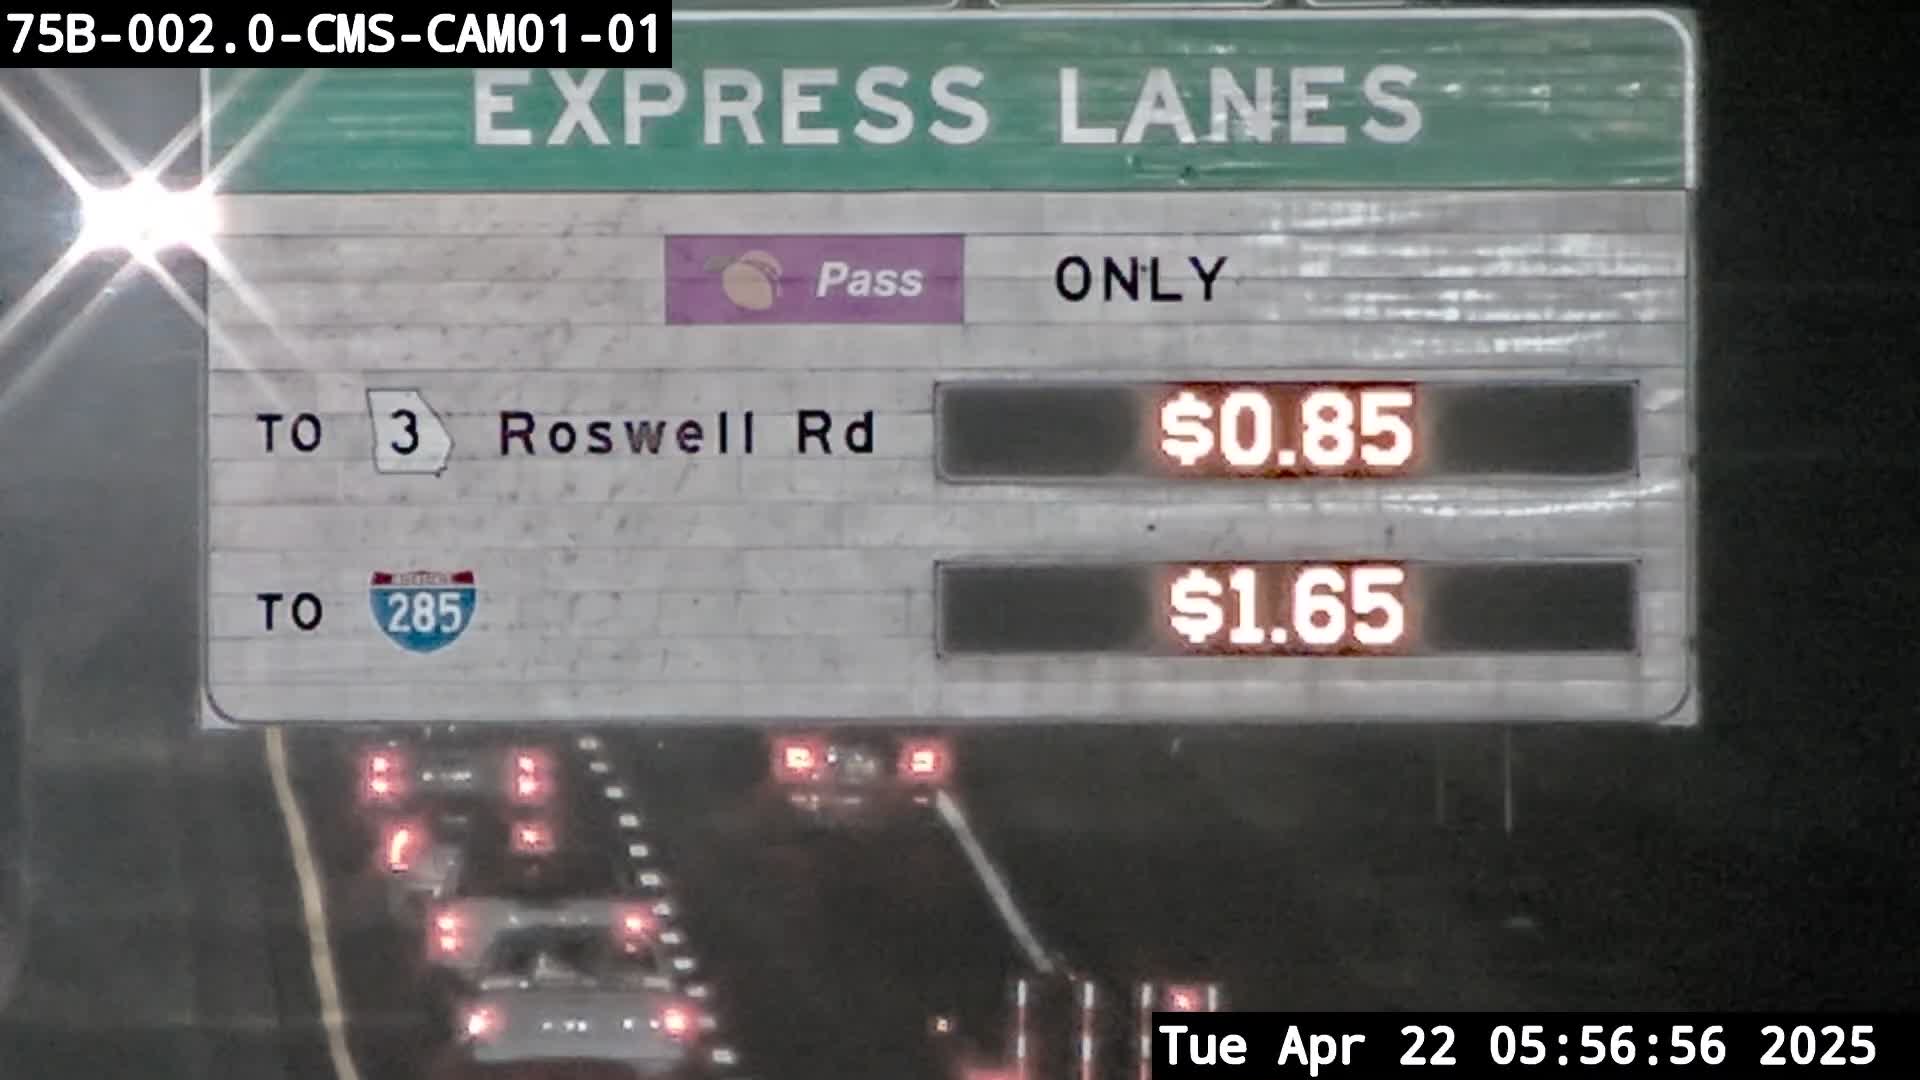 75B-002.0-CMS-CAM01-01
EXPRESS LANES
Pass ONLY
TO 3 Roswell Rd $0.85
TO 285 $1.65
Tue Apr 22 05:56:56 2025